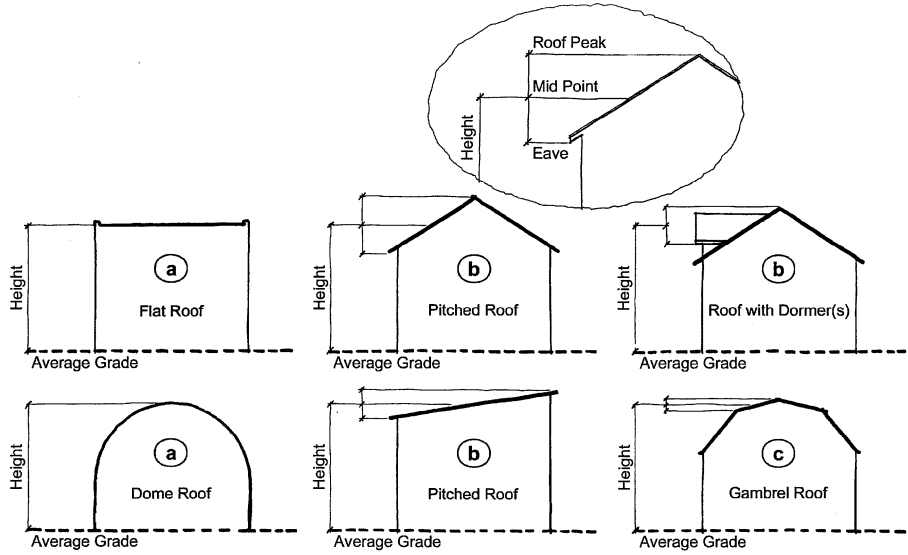 Roof Peak
Mid Point
Height
Eave
Height
a
Flat Roof
Average Grade
Height
b
Pitched Roof
Average Grade
Height
b
Roof with Dormer(s)
Average Grade
Height
a
Dome Roof
Average Grade
Height
b
Pitched Roof
Average Grade
Height
c
Gambrel Roof
Average Grade